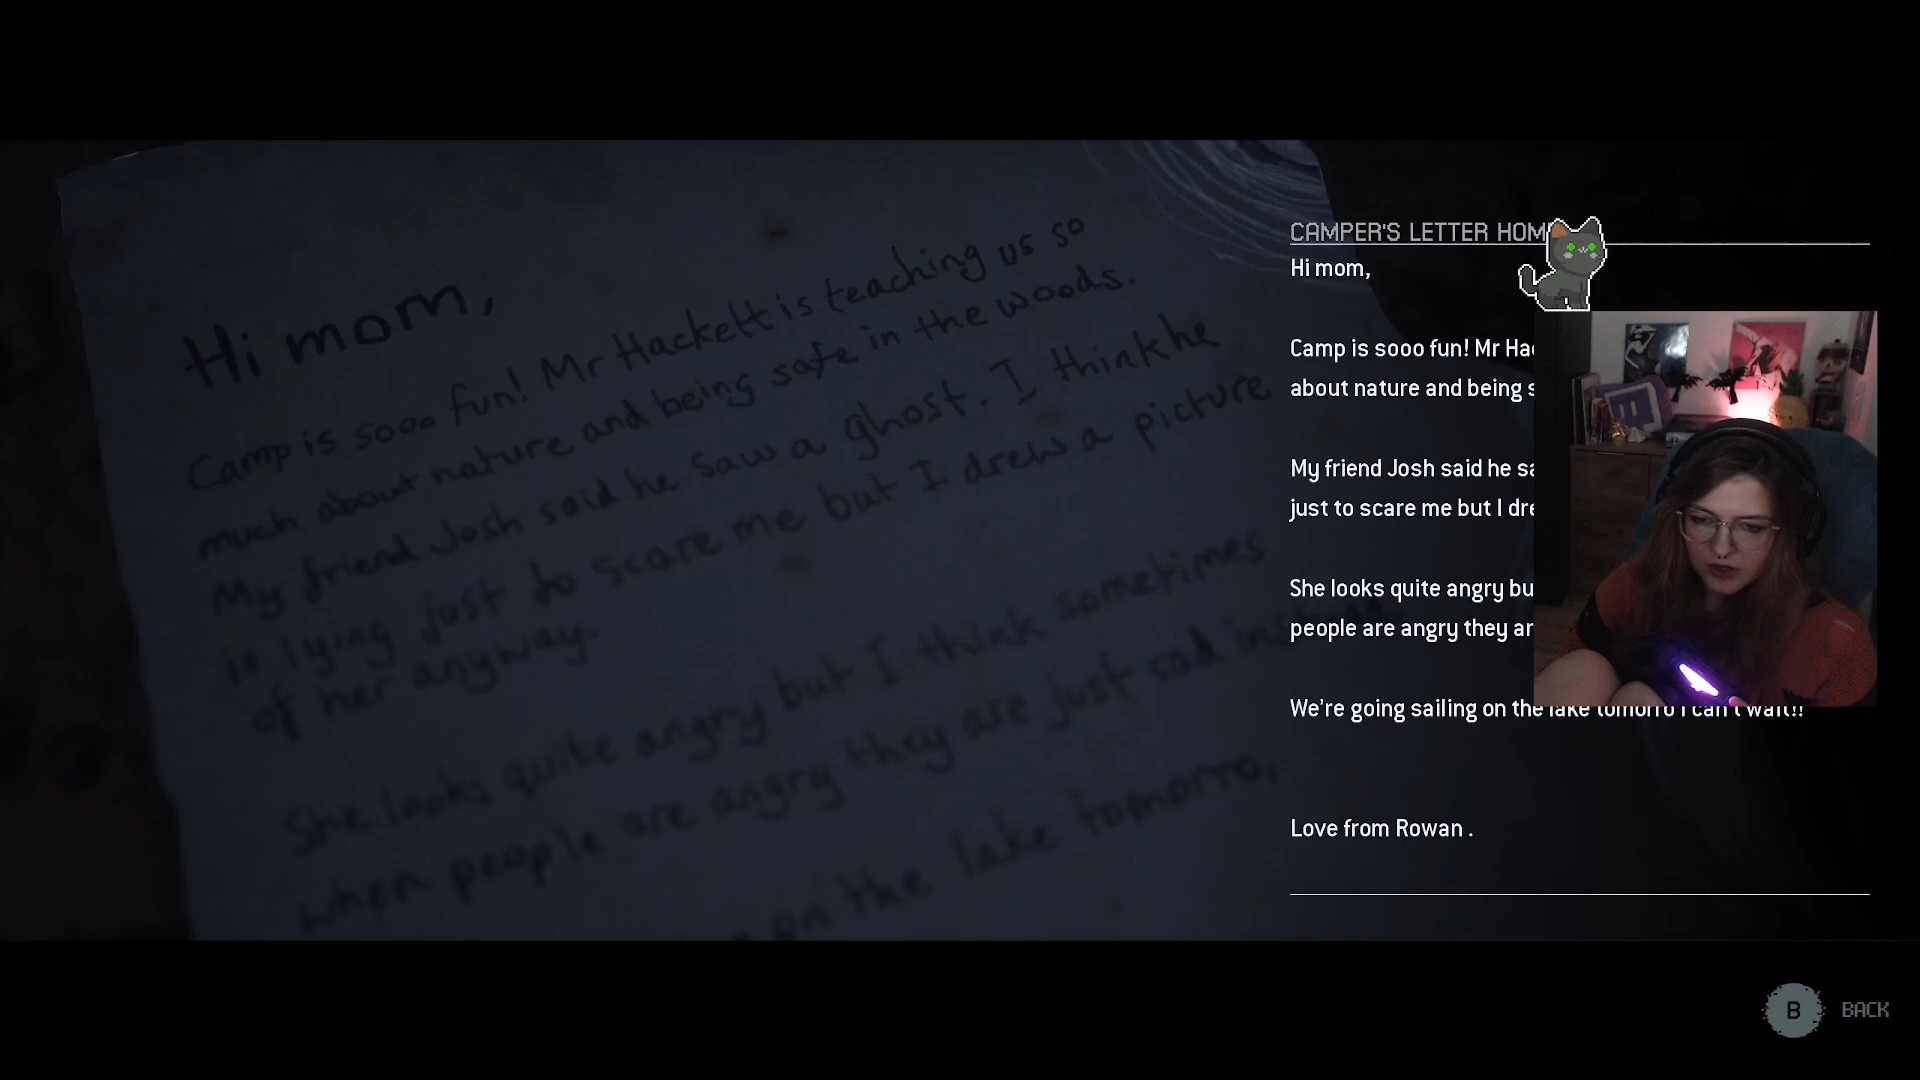 Hi mom,
Camp is sooo fun! Mr Hackett is teaching us so
much about nature and being safe in the woods.
My friend Josh said he saw a ghost. I think he
is lying just to scare me but I drew a picture
of her anyway.
She looks quite angry but I think sometimes
when people are angry they are just sad
on the lake tomorro,
CAMPER'S LETTER HOM
Hi mom,
Camp is sooo fun! Mr
about nature and being
My friend Josh said he
just to scare me but I
She looks quite angry
people are angry they
We're going sailing on the lake tomorro I can't wait!!
Love from Rowan .
B BACK